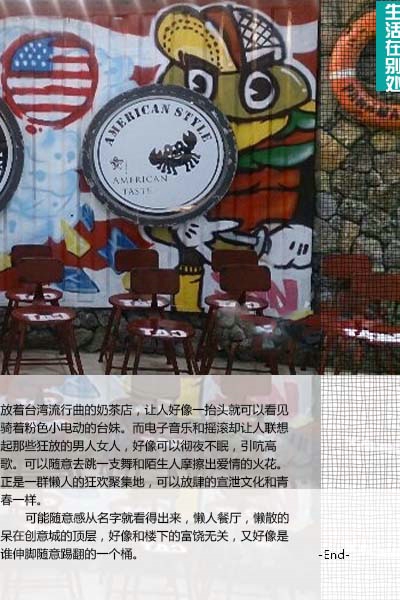 生活在别处
AMERICAN STYLE
AMERICAN
TASTE
放着台湾流行曲的奶茶店，让人好像一抬头就可以看见
骑着粉色小电动的台妹。而电子音乐和摇滚却让人联想
起那些狂放的男人女人，好像可以彻夜不眠，引吭高
歌。可以随意去跳一支舞和陌生人摩擦出爱情的火花。
正是一群懒人的狂欢聚集地，可以放肆的宣泄文化和青
春一样。
可能随意感从名字就看得出来，懒人餐厅，懒散的
呆在创意城的顶层，好像和楼下的富饶无关，又好像是
谁伸脚随意踢翻的一个桶。
-End-